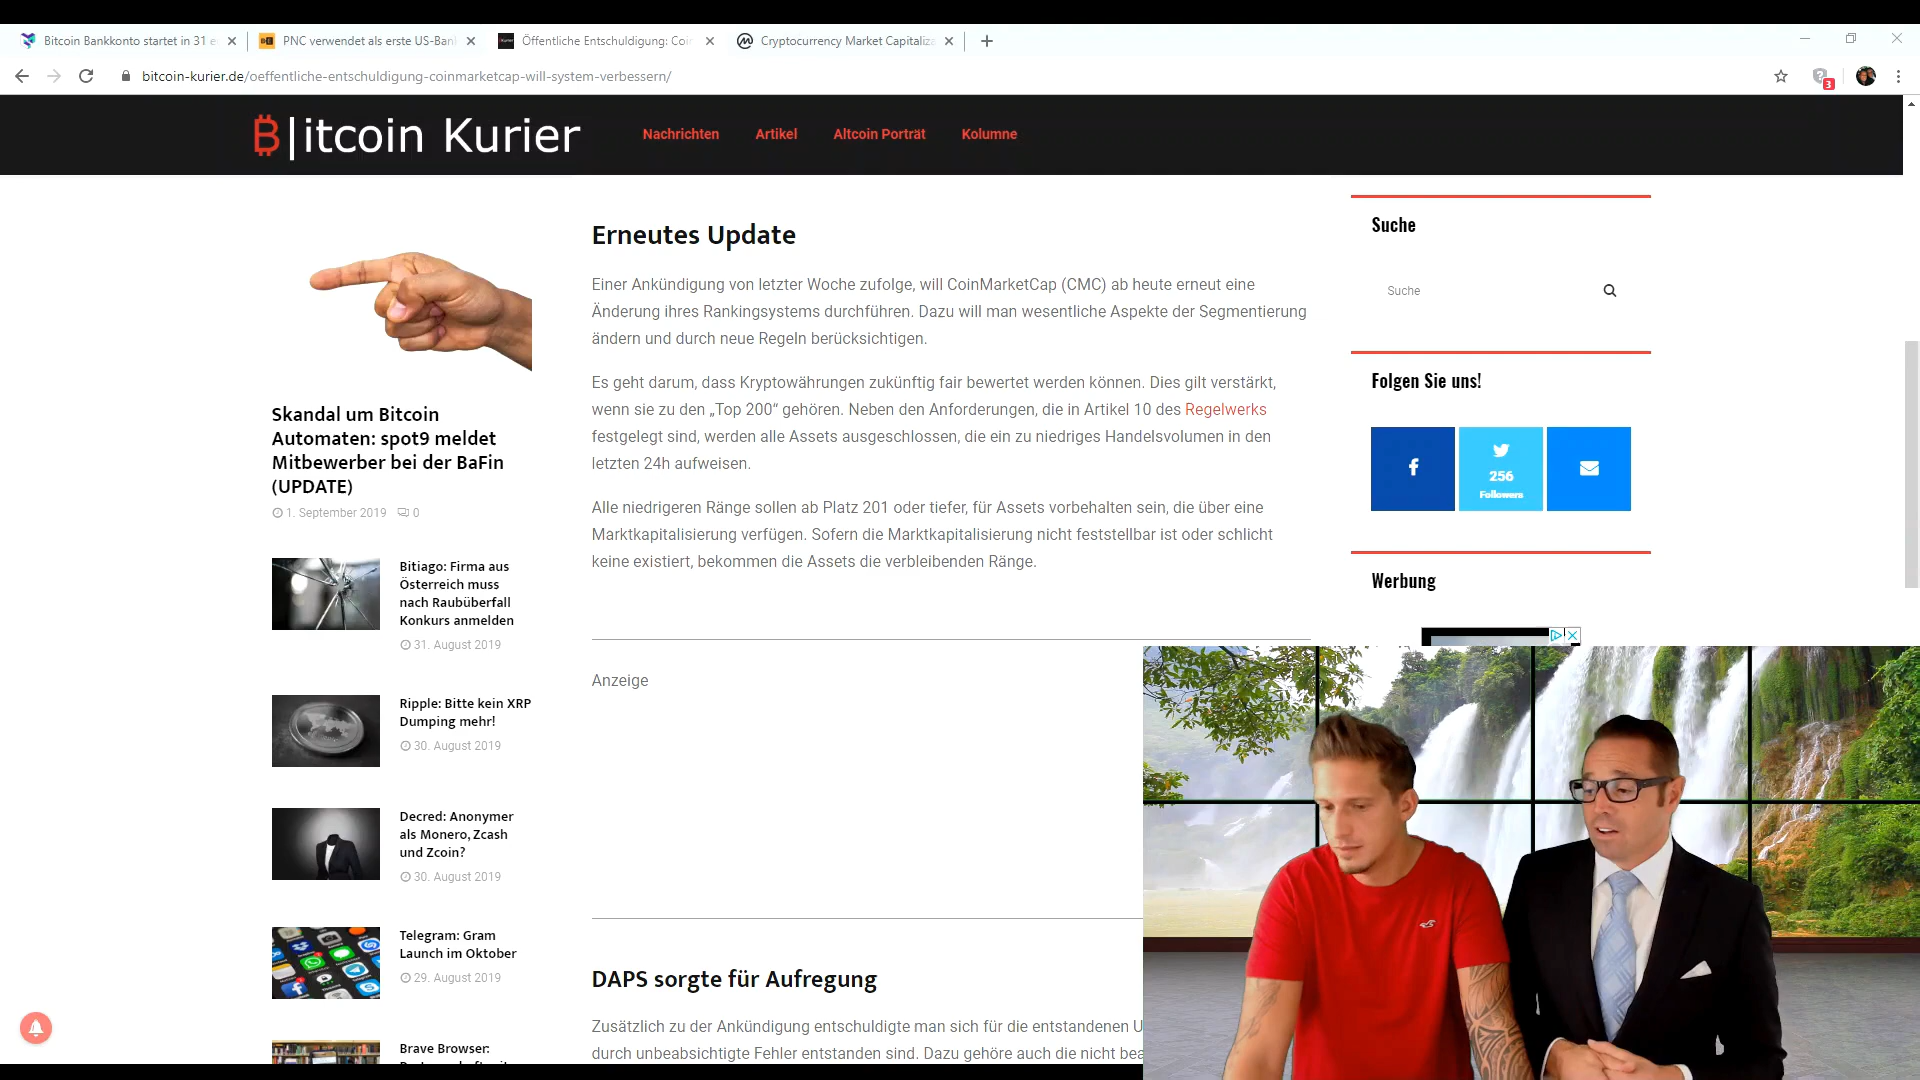 Bitcoin Bankkonto startet in 31 e
PNC verwendet als erste US-Bank
Öffentliche Entschuldigung: Coin
Cryptocurrency Market Capitaliza
bitcoin-kurier.de/oeffentliche-entschuldigung-coinmarketcap-will-system-verbessern/
3
B|itcoin Kurier
Nachrichten
Artikel
Altcoin Porträt
Kolumne
Skandal um Bitcoin
Automaten: spot9 meldet
Mitbewerber bei der BaFin
(UPDATE)
1. September 2019 0
Bitiago: Firma aus
Österreich muss
nach Raubüberfall
Konkurs anmelden
31. August 2019
Ripple: Bitte kein XRP
Dumping mehr!
30. August 2019
Decred: Anonymer
als Monero, Zcash
und Zcoin?
30. August 2019
Telegram: Gram
Launch im Oktober
29. August 2019
Brave Browser:
Erneutes Update
Einer Ankündigung von letzter Woche zufolge, will CoinMarketCap (CMC) ab heute erneut eine
Änderung ihres Rankingsystems durchführen. Dazu will man wesentliche Aspekte der Segmentierung
ändern und durch neue Regeln berücksichtigen.
Es geht darum, dass Kryptowährungen zukünftig fair bewertet werden können. Dies gilt verstärkt,
wenn sie zu den „Top 200“ gehören. Neben den Anforderungen, die in Artikel 10 des Regelwerks
festgelegt sind, werden alle Assets ausgeschlossen, die ein zu niedriges Handelsvolumen in den
letzten 24h aufweisen.
Alle niedrigeren Ränge sollen ab Platz 201 oder tiefer, für Assets vorbehalten sein, die über eine
Marktkapitalisierung verfügen. Sofern die Marktkapitalisierung nicht feststellbar ist oder schlicht
keine existiert, bekommen die Assets die verbleibenden Ränge.
Anzeige
DAPS sorgte für Aufregung
Zusätzlich zu der Ankündigung entschuldigte man sich für die entstandenen U
durch unbeabsichtigte Fehler entstanden sind. Dazu gehöre auch die nicht bea
Suche
Suche
Folgen Sie uns!
256
Followers
Werbung